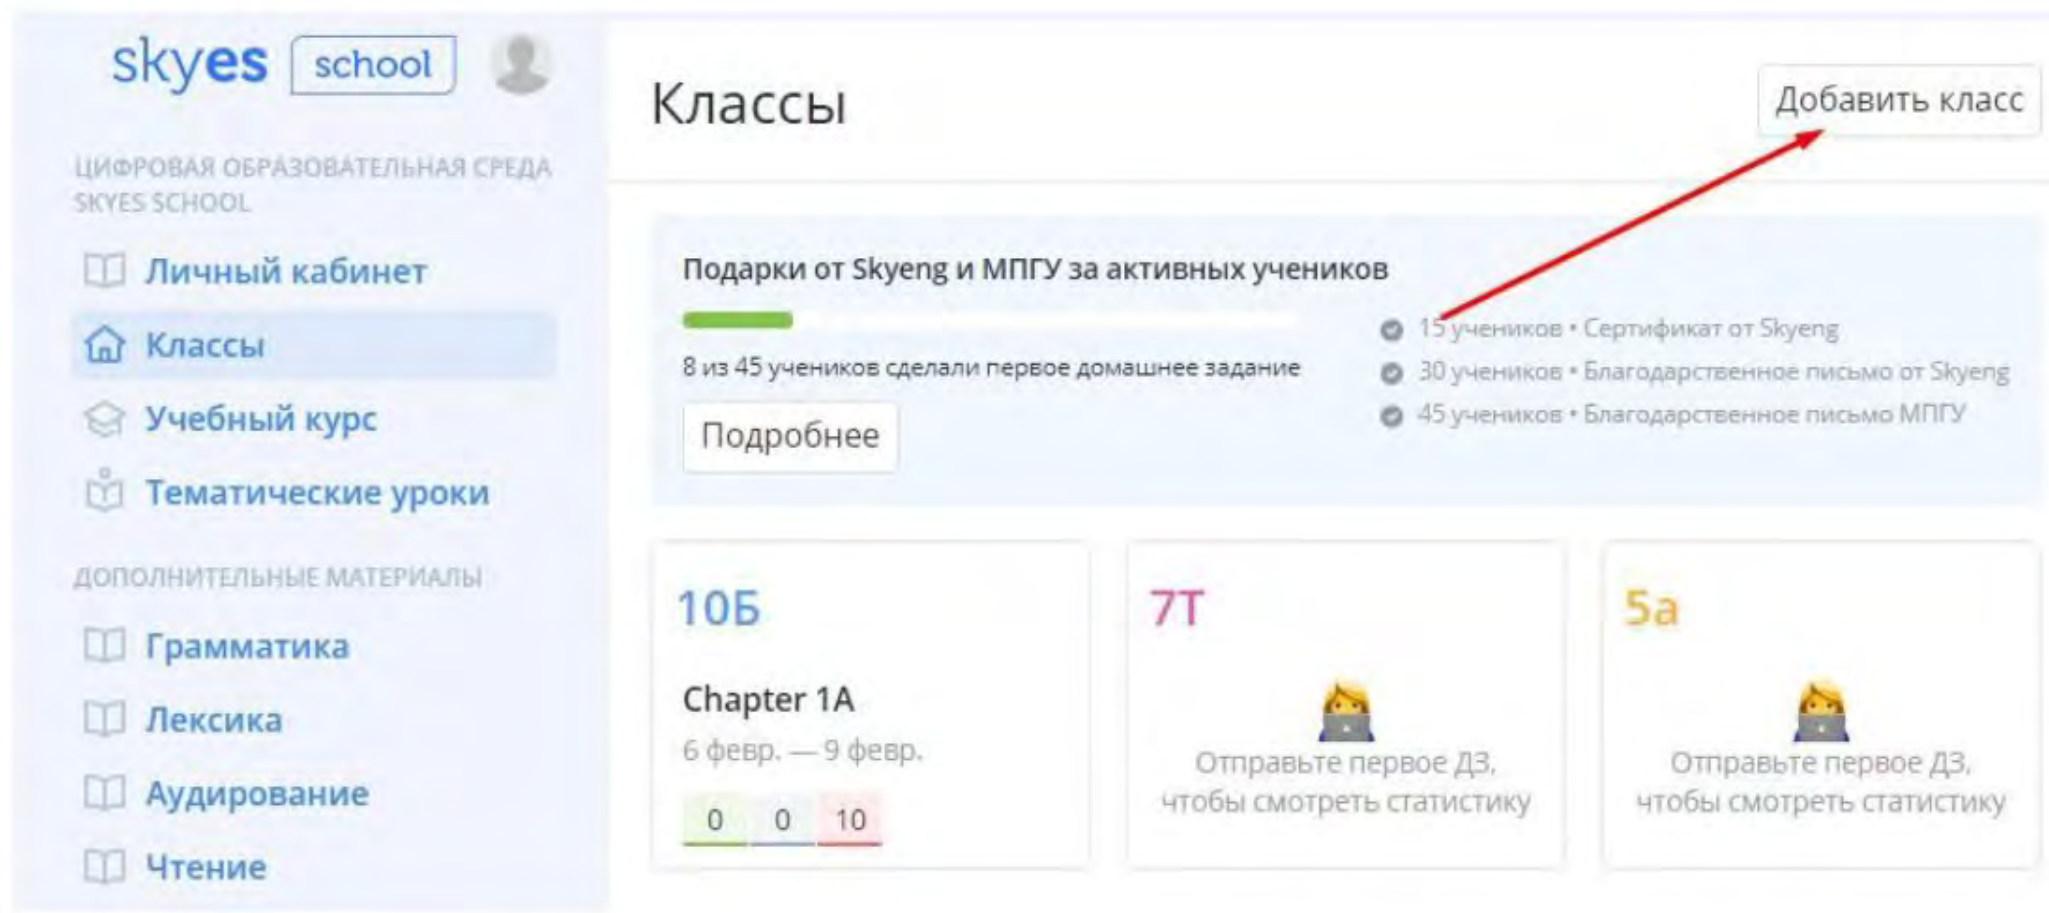 skyes school
ЦИФРОВАЯ ОБРАЗОВАТЕЛЬНАЯ СРЕДА
SKYES SCHOOL
Личный кабинет
Классы
Учебный курс
Тематические уроки
ДОПОЛНИТЕЛЬНЫЕ МАТЕРИАЛЫ
Грамматика
Лексика
Аудирование
Чтение
Классы
Добавить класс
Подарки от Skyeng и МПГУ за активных учеников
8 из 45 учеников сделали первое домашнее задание
Подробнее
15 учеников • Сертификат от Skyeng
30 учеников • Благодарственное письмо от Skyeng
45 учеников • Благодарственное письмо МПГУ
10Б
Chapter 1A
6 февр. — 9 февр.
0 0 10
7Т
Отправьте первое ДЗ,
чтобы смотреть статистику
5а
Отправьте первое ДЗ,
чтобы смотреть статистику